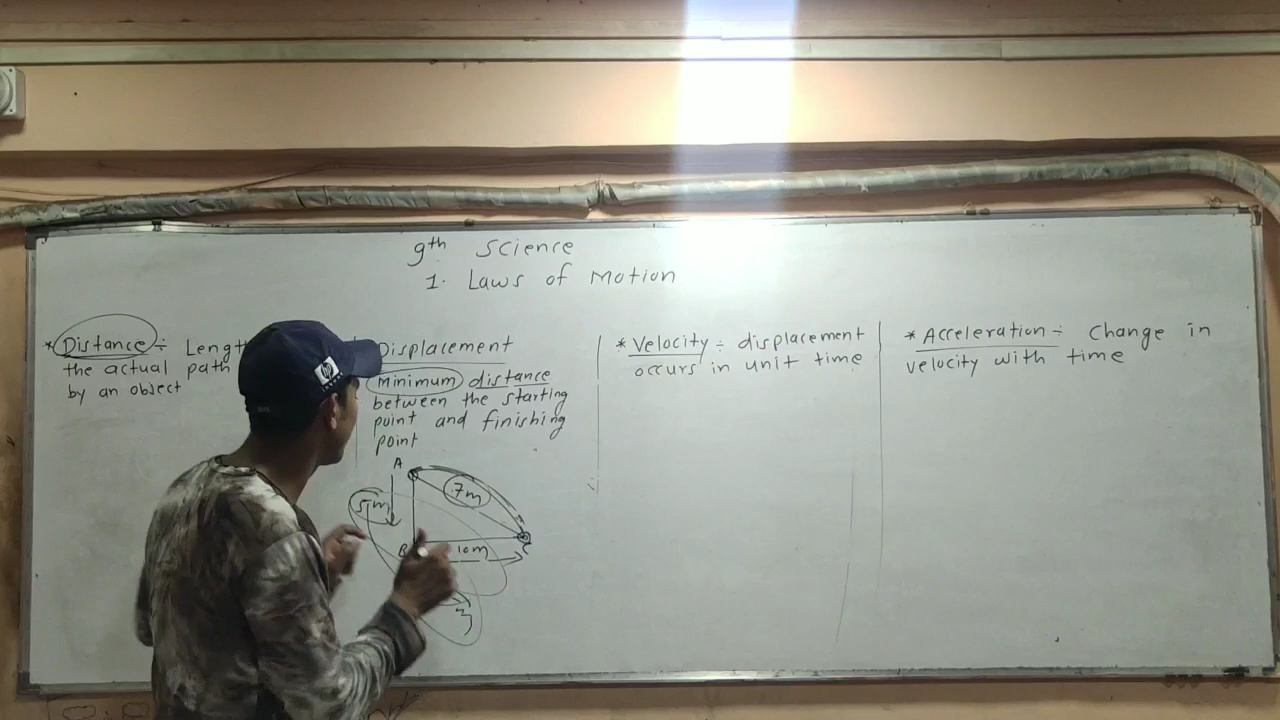 9th Science
1. Laws of Motion
* Distance ÷ Length
the actual path
by an object
Displacement
minimum distance
between the starting
point and finishing
point
A
7m
5m
10m
C
* Velocity ÷ displacement
occurs in unit time
* Acceleration ÷ Change in
velocity with time
hp